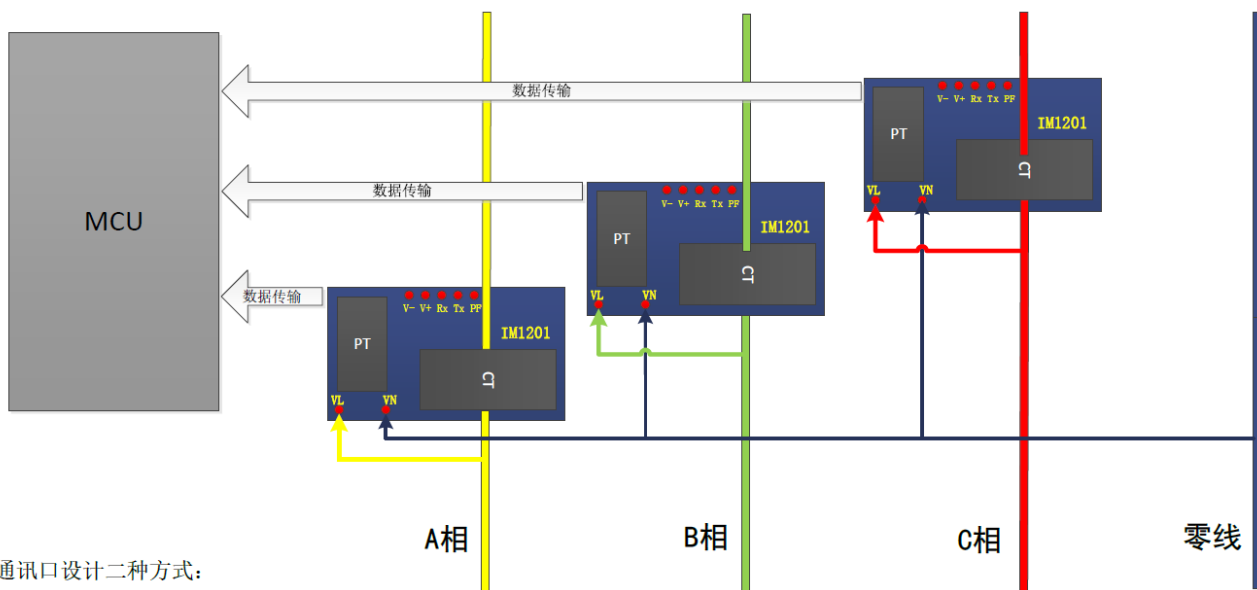 数据传输
V- V+ Rx Tx PF
IM1201
PT
CT
VL
VN
数据传输
V- V+ Rx Tx PF
IM1201
PT
CT
VL
VN
MCU
数据传输
V- V+ Rx Tx PF
IM1201
PT
CT
VL
VN
A相
B相
C相
零线
通讯口设计二种方式：